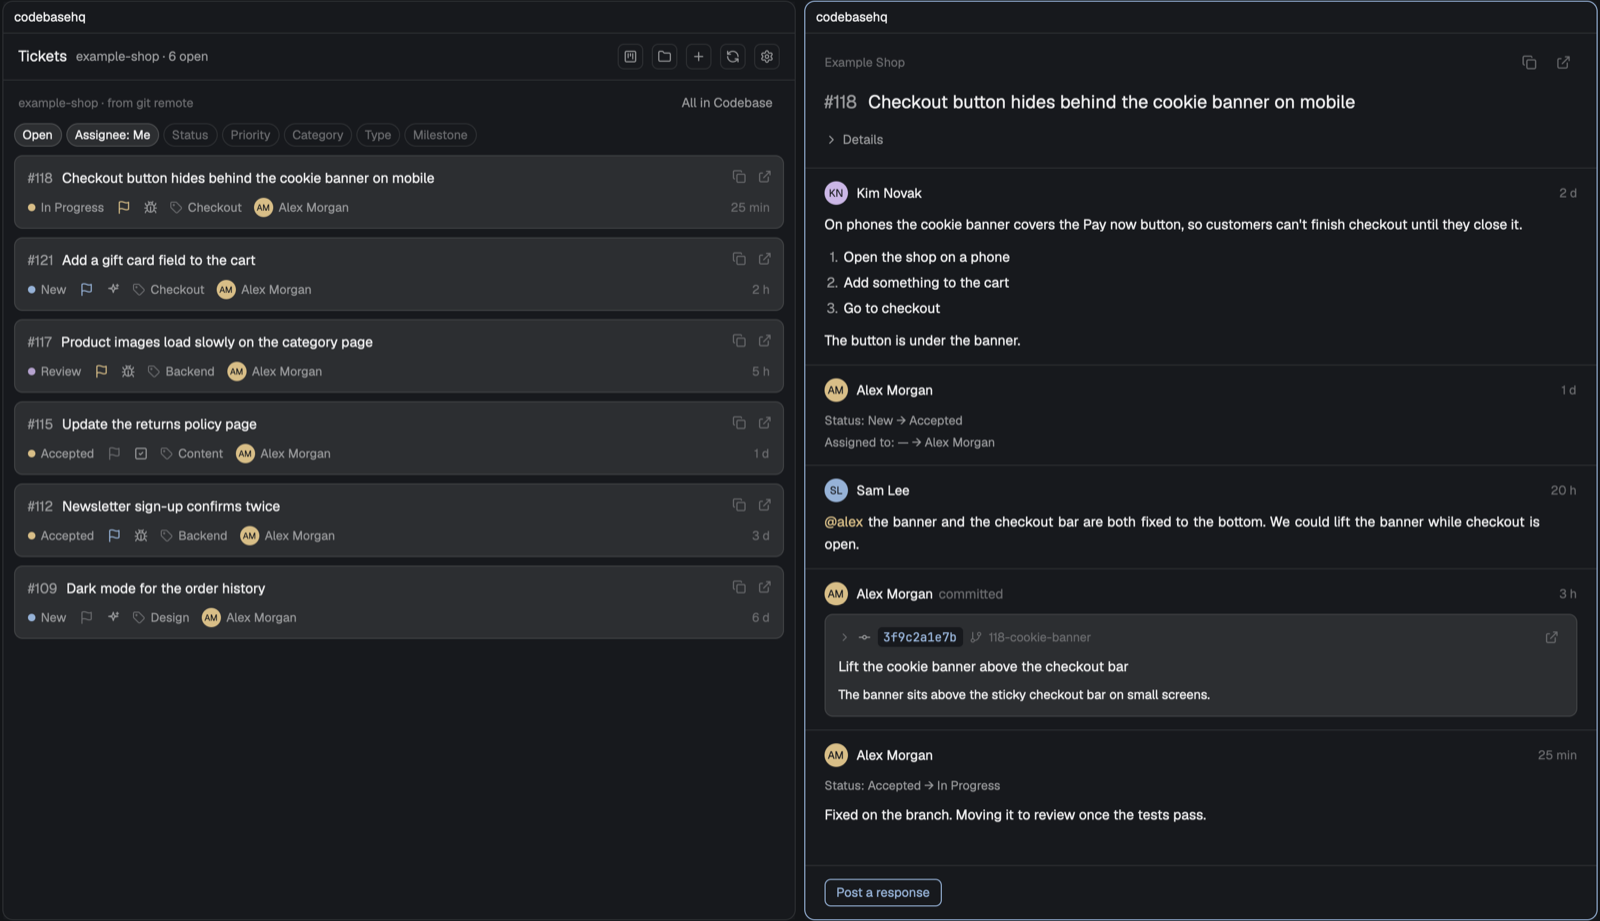 codebasehq
Tickets example-shop · 6 open
example-shop · from git remote
All in Codebase
Open Assignee: Me Status Priority Category Type Milestone
#118 Checkout button hides behind the cookie banner on mobile
In Progress Checkout AM Alex Morgan 25 min
#121 Add a gift card field to the cart
New Checkout AM Alex Morgan 2 h
#117 Product images load slowly on the category page
Review Backend AM Alex Morgan 5 h
#115 Update the returns policy page
Accepted Content AM Alex Morgan 1 d
#112 Newsletter sign-up confirms twice
Accepted Backend AM Alex Morgan 3 d
#109 Dark mode for the order history
New Design AM Alex Morgan 6 d
codebasehq
Example Shop
#118 Checkout button hides behind the cookie banner on mobile
Details
KN Kim Novak 2 d
On phones the cookie banner covers the Pay now button, so customers can't finish checkout until they close it.
1. Open the shop on a phone
2. Add something to the cart
3. Go to checkout
The button is under the banner.
AM Alex Morgan 1 d
Status: New → Accepted
Assigned to: — → Alex Morgan
SL Sam Lee 20 h
@alex the banner and the checkout bar are both fixed to the bottom. We could lift the banner while checkout is
open.
AM Alex Morgan committed 3 h
3f9c2a1e7b 118-cookie-banner
Lift the cookie banner above the checkout bar
The banner sits above the sticky checkout bar on small screens.
AM Alex Morgan 25 min
Status: Accepted → In Progress
Fixed on the branch. Moving it to review once the tests pass.
Post a response